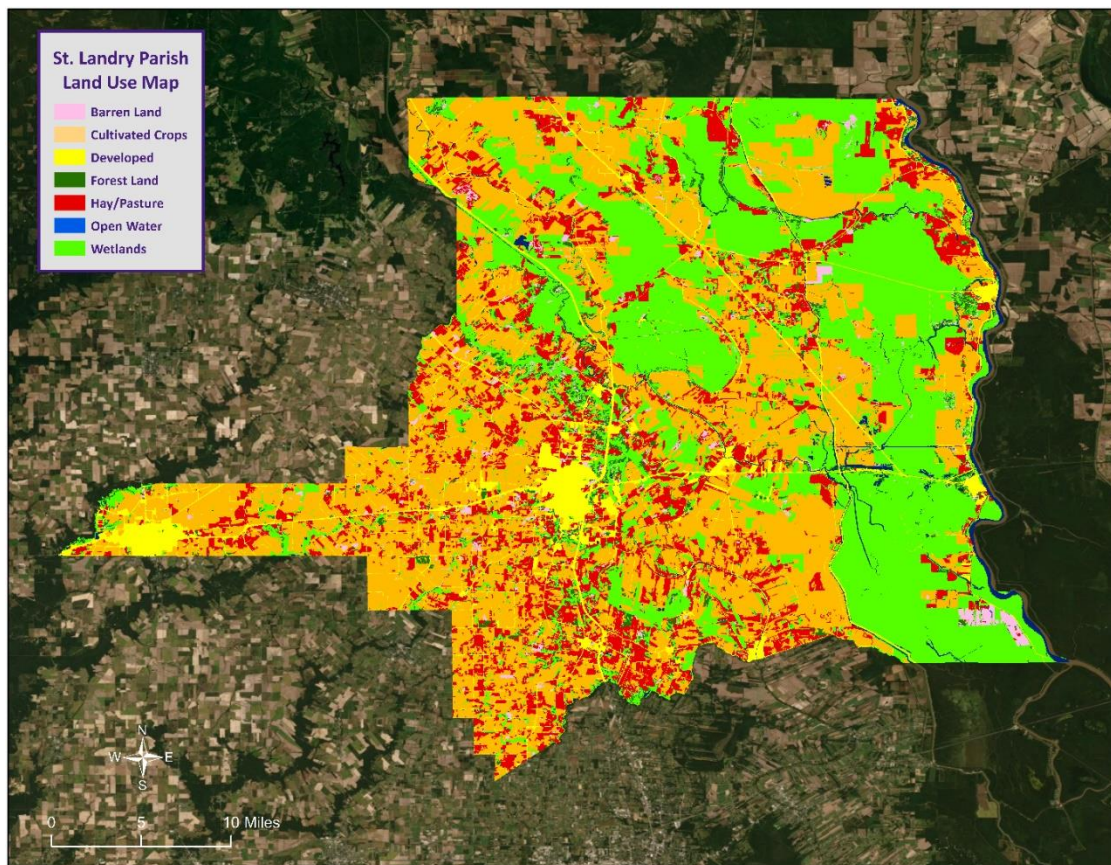 St. Landry Parish
Land Use Map
Barren Land
Cultivated Crops
Developed
Forest Land
Hay/Pasture
Open Water
Wetlands
N
W E
S
0 5 10 Miles